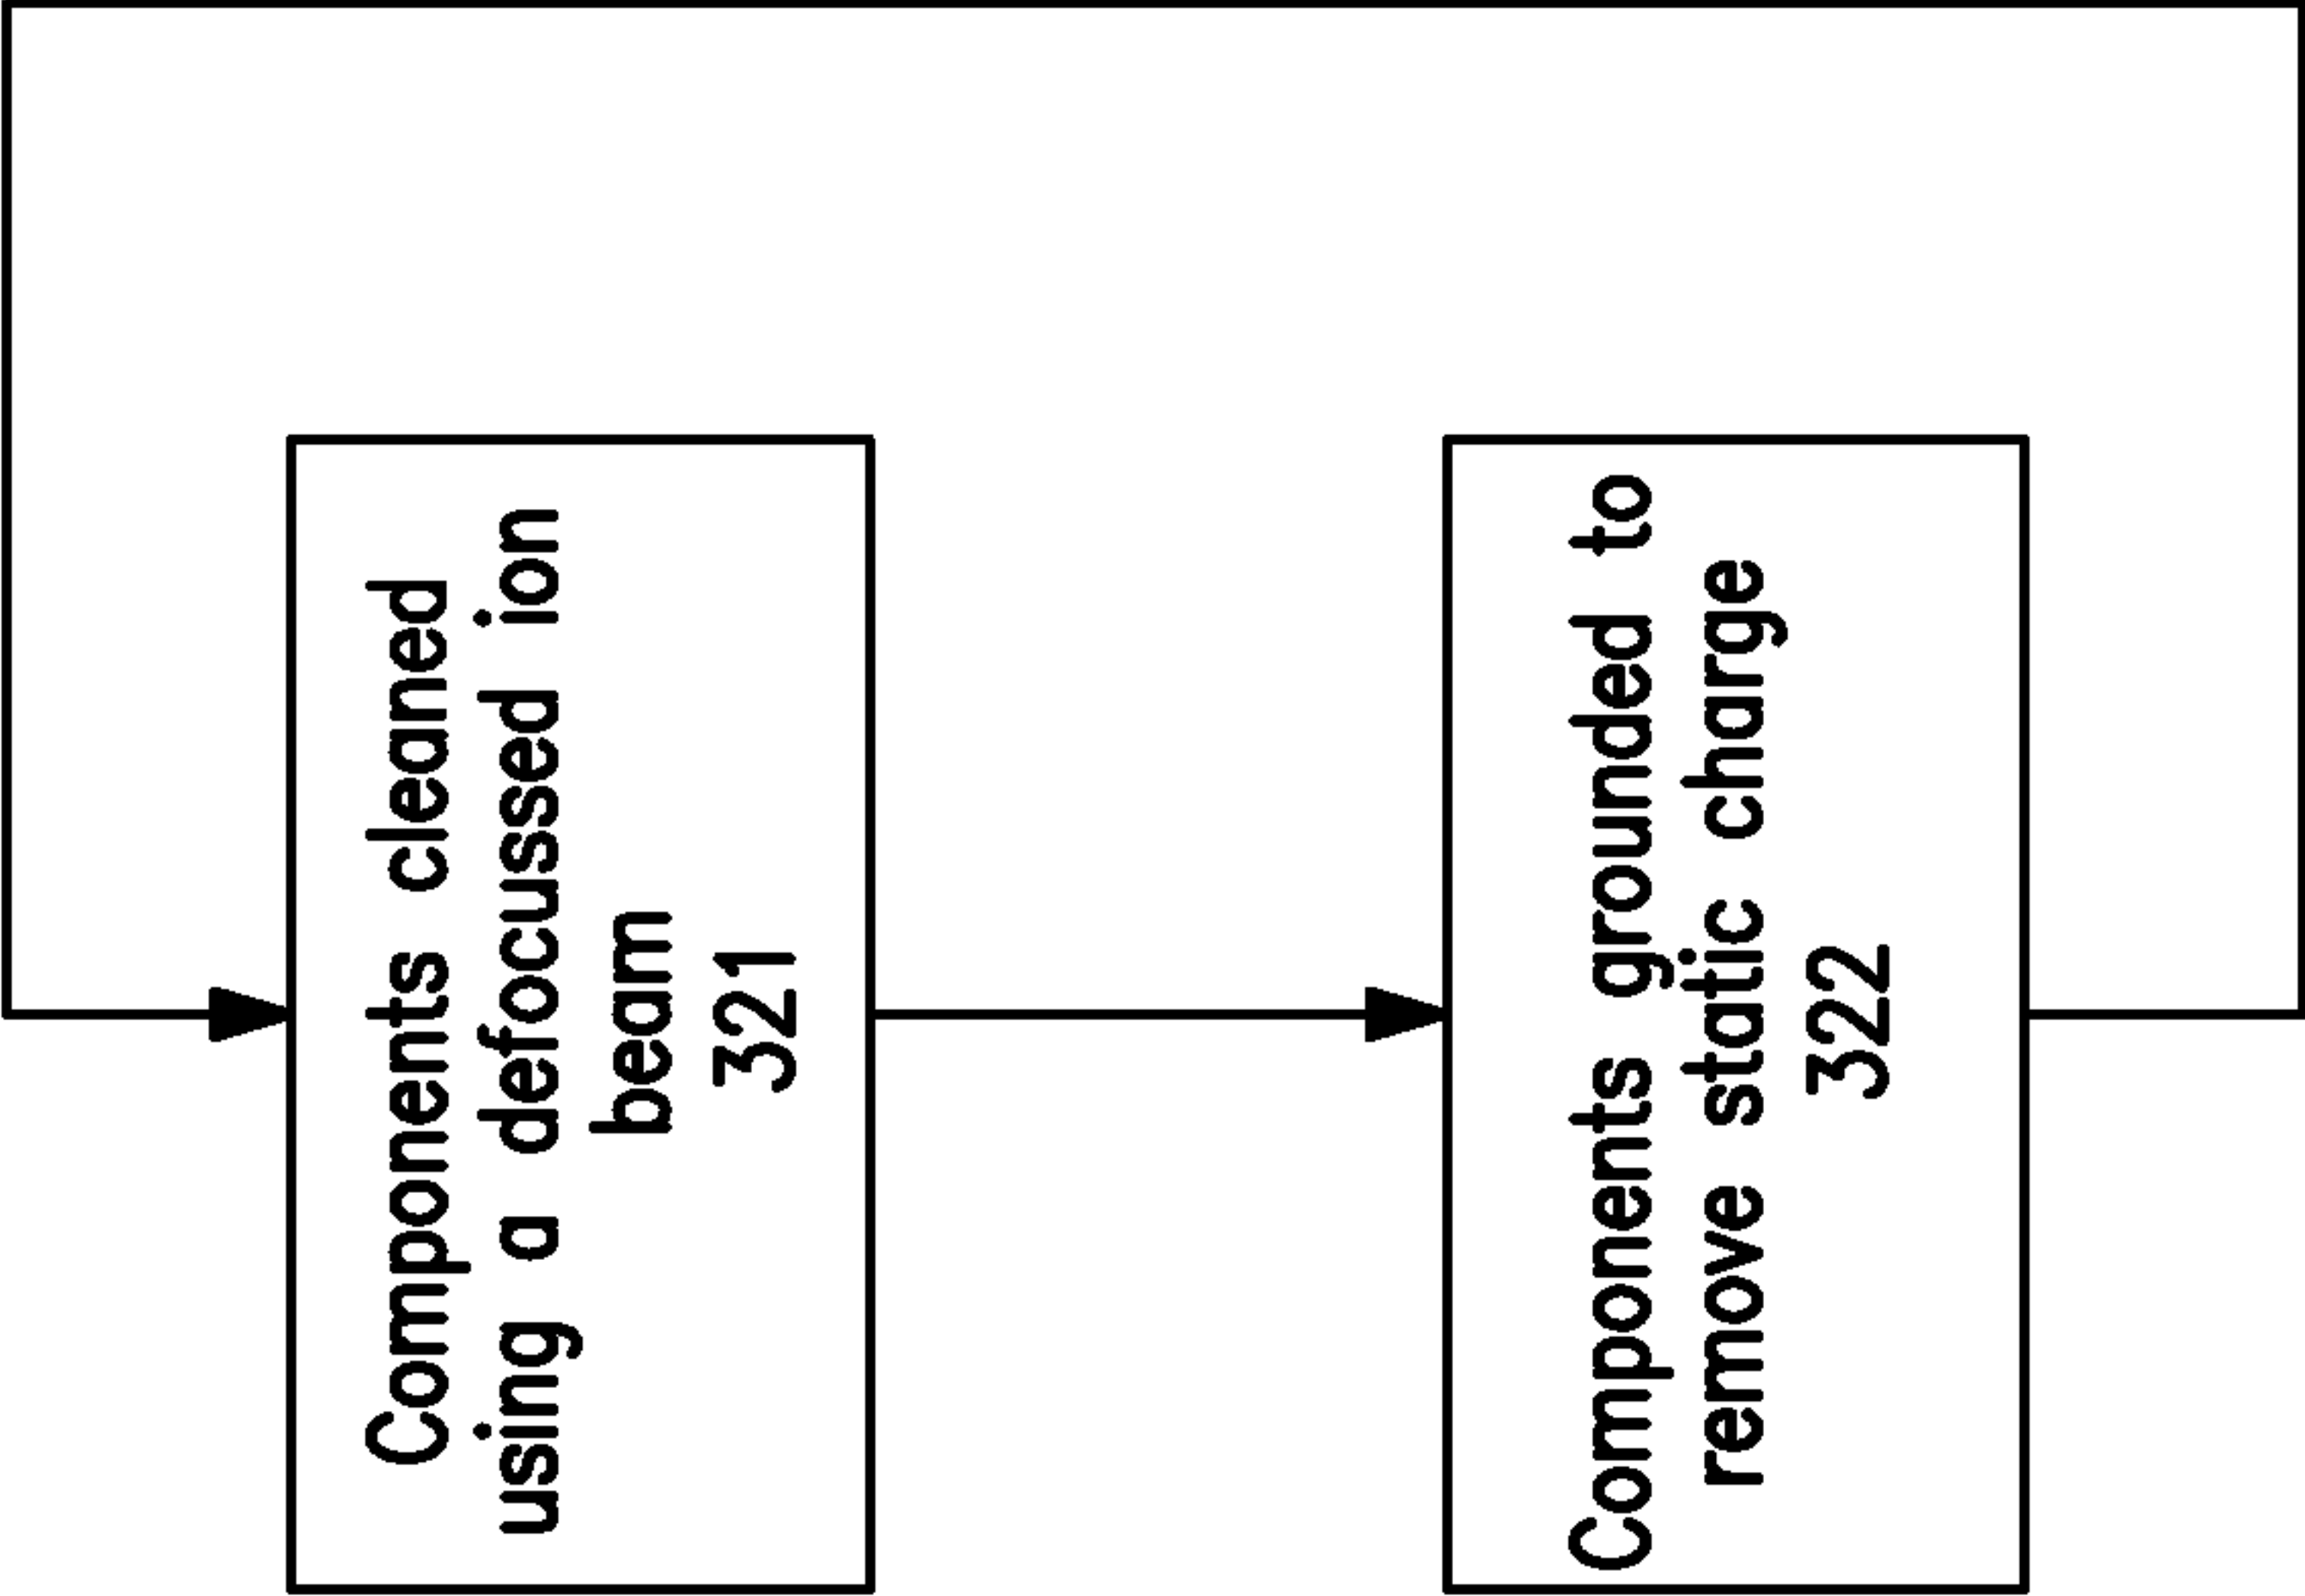 Components cleaned
using a defocussed ion
beam
321
Components grounded to
remove static charge
322